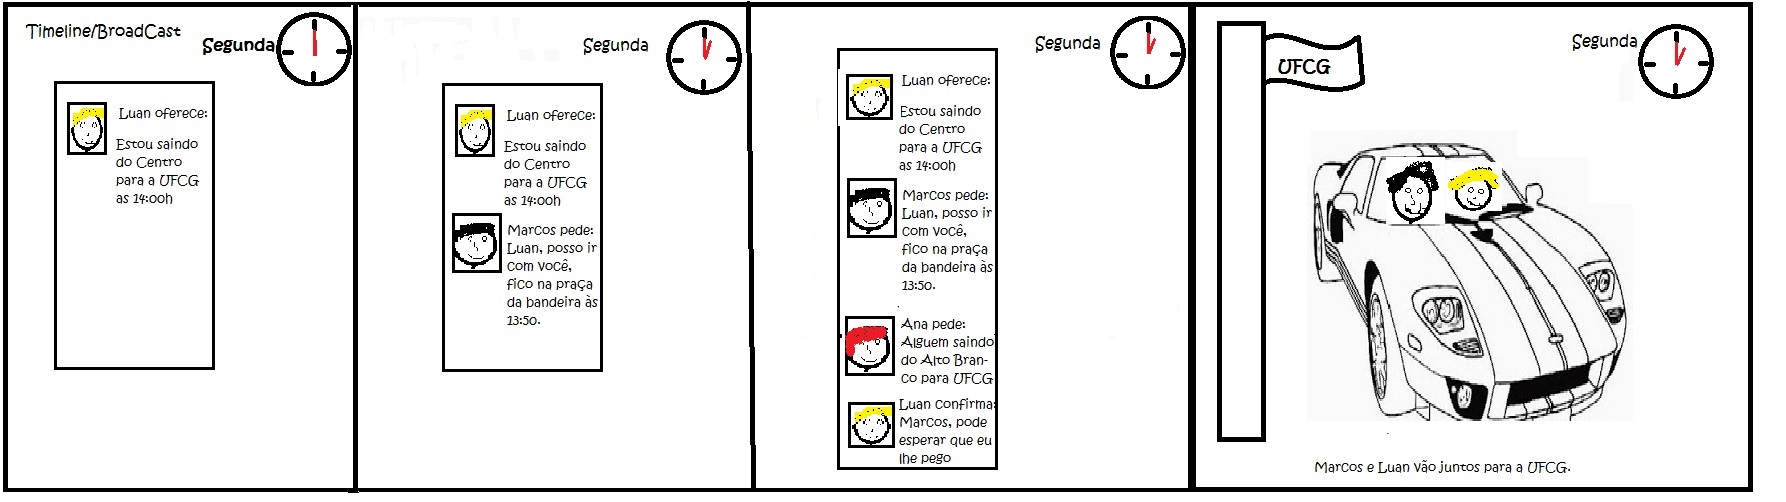 Timeline/BroadCast
Segunda
Luan oferece:
Estou saindo
do Centro
para a UFCG
as 14:00h
Segunda
Luan oferece:
Estou saindo
do Centro
para a UFCG
as 14:00h
Marcos pede:
Luan, posso ir
com você,
fico na praça
da bandeira às
13:50.
Segunda
Luan oferece:
Estou saindo
do Centro
para a UFCG
as 14:00h
Marcos pede:
Luan, posso ir
com você,
fico na praça
da bandeira às
13:50.
Ana pede:
Alguem saindo
do Alto Bran-
co para UFCG
Luan confirma:
Marcos, pode
esperar que eu
lhe pego
UFCG
Segunda
Marcos e Luan vão juntos para a UFCG.